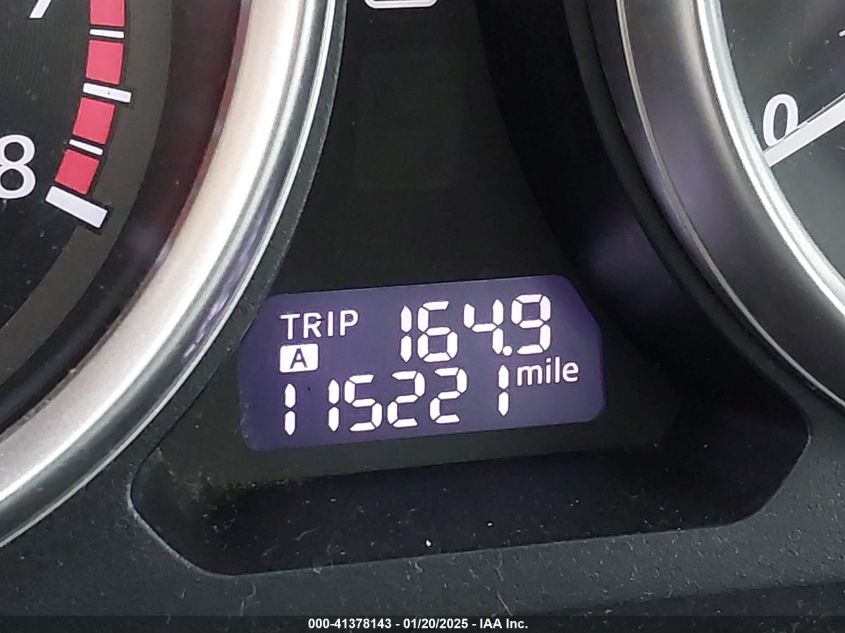 8
0
TRIP 164.9
A
115221 mile
000-41378143 — 01/20/2025 — IAA Inc.